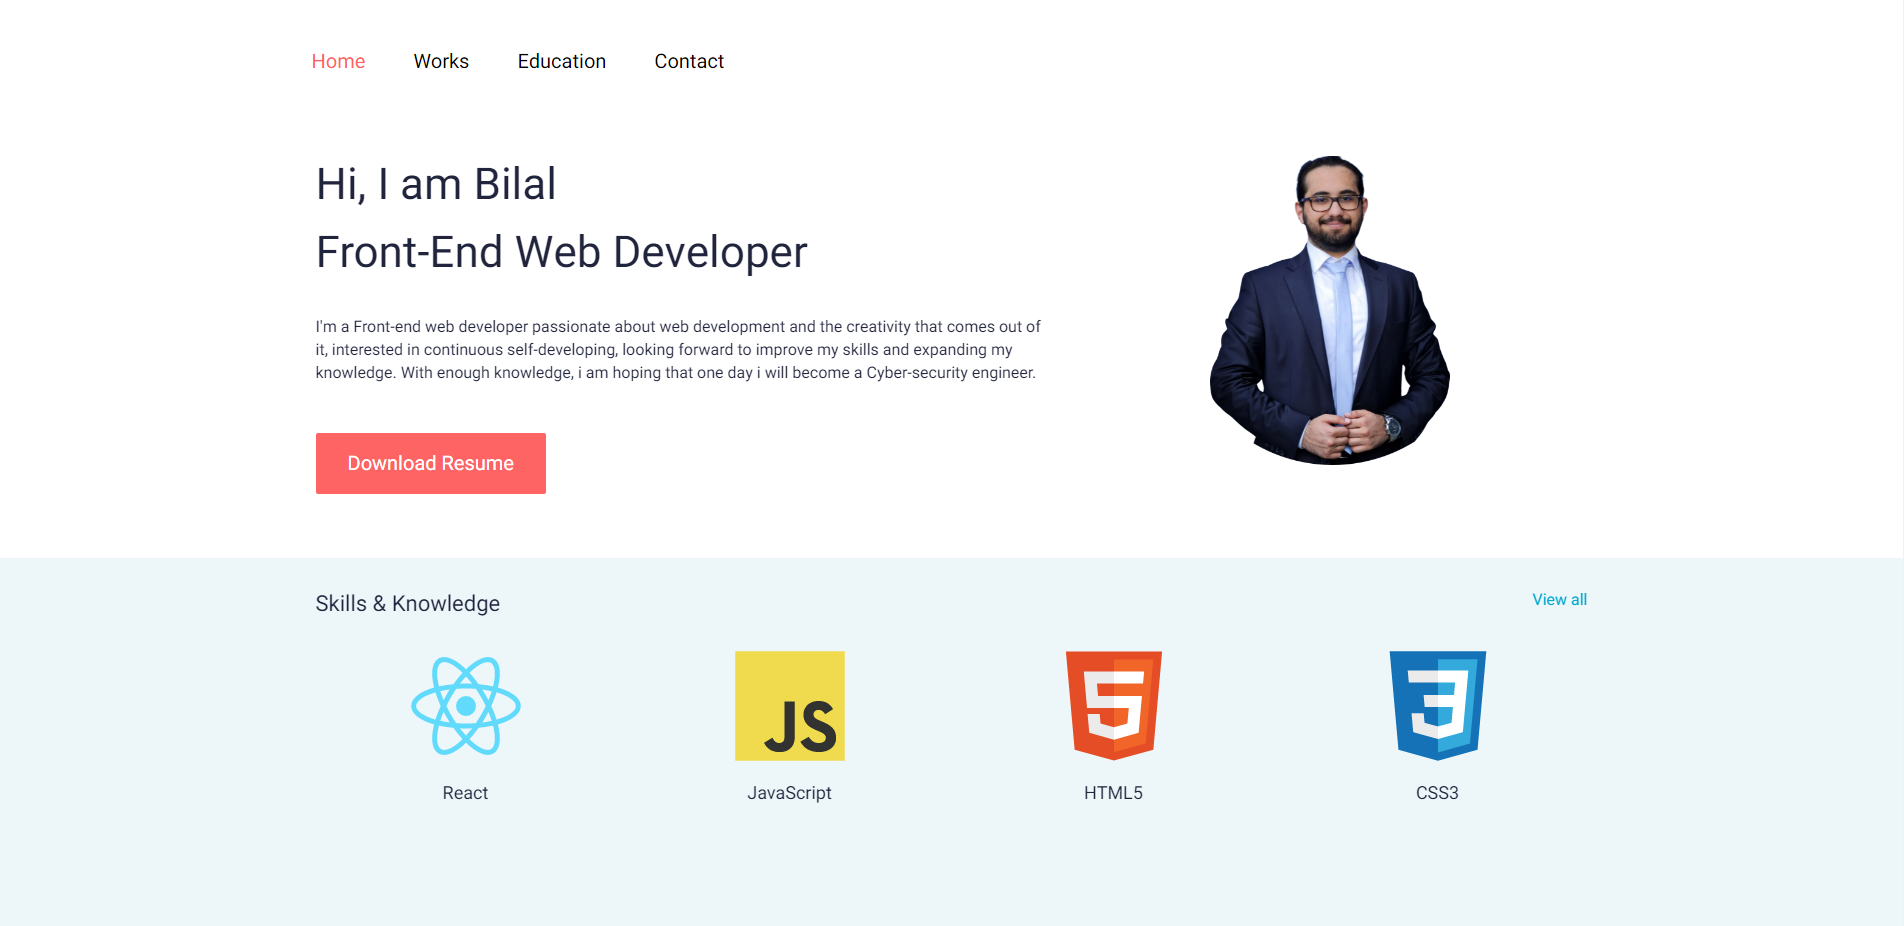 Home Works Education Contact
Hi, I am Bilal
Front-End Web Developer
I'm a Front-end web developer passionate about web development and the creativity that comes out of
it, interested in continuous self-developing, looking forward to improve my skills and expanding my
knowledge. With enough knowledge, i am hoping that one day i will become a Cyber-security engineer.
Download Resume
Skills & Knowledge
View all
JS
5
3
React
JavaScript
HTML5
CSS3